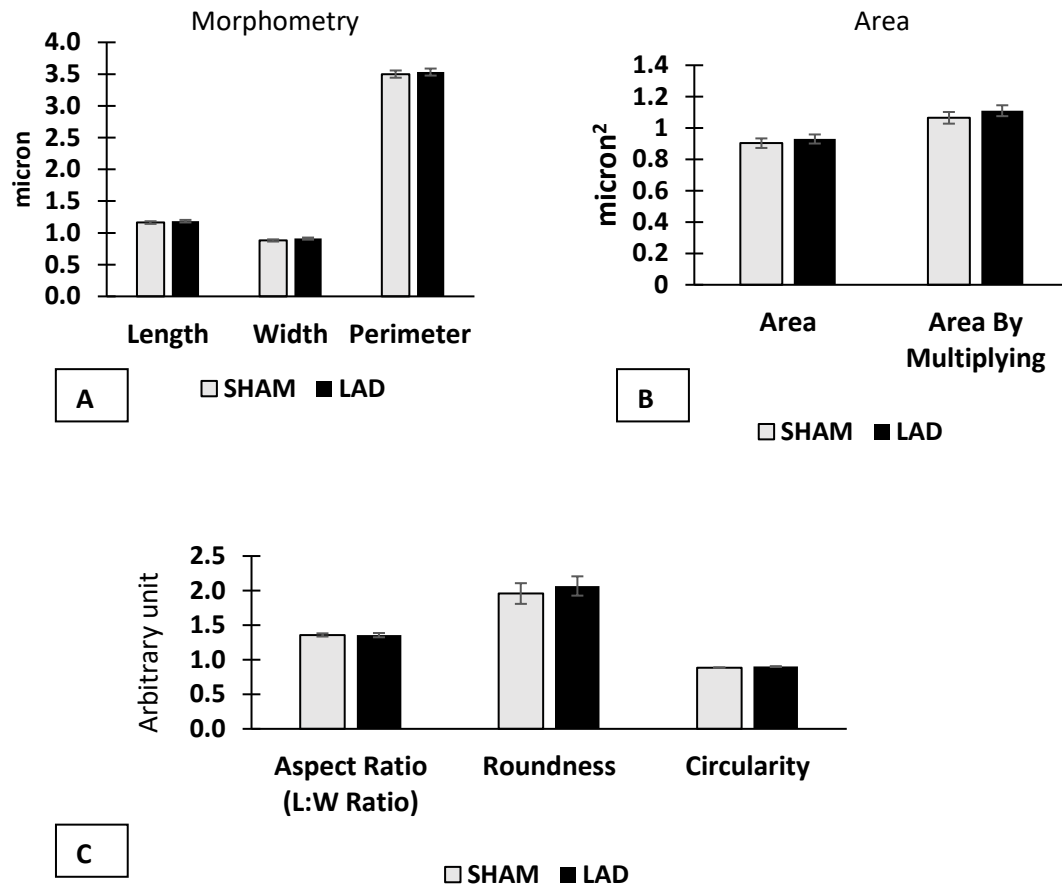 Morphometry
4.0
3.5
3.0
2.5
2.0
1.5
1.0
0.5
0.0
micron
Length Width Perimeter
SHAM LAD
A
Area
1.4
1.2
1
0.8
0.6
0.4
0.2
0
micron²
Area Area By
Multiplying
SHAM LAD
B
2.5
2.0
1.5
1.0
0.5
0.0
Arbitrary unit
Aspect Ratio Roundness Circularity
(L:W Ratio)
SHAM LAD
C